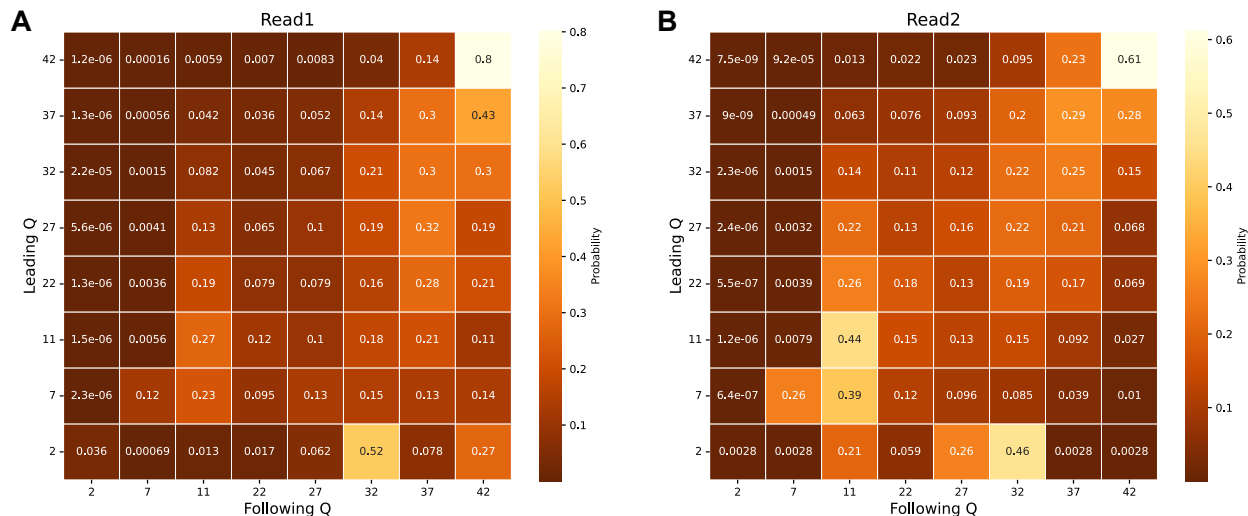 A
Read1
42 1.2e-06 0.00016 0.0059 0.007 0.0083 0.04 0.14 0.8
37 1.3e-06 0.00056 0.042 0.036 0.052 0.14 0.3 0.43
32 2.2e-05 0.0015 0.082 0.045 0.067 0.21 0.3 0.3
27 5.6e-06 0.0041 0.13 0.065 0.1 0.19 0.32 0.19
22 1.3e-06 0.0036 0.19 0.079 0.079 0.16 0.28 0.21
11 1.5e-06 0.0056 0.27 0.12 0.1 0.18 0.21 0.11
7 2.3e-06 0.12 0.23 0.095 0.13 0.15 0.13 0.14
2 0.036 0.00069 0.013 0.017 0.062 0.52 0.078 0.27
2 7 11 22 27 32 37 42
Leading Q
Following Q
0.8
0.7
0.6
0.5
0.4
0.3
0.2
0.1
Probability
B
Read2
42 7.5e-09 9.2e-05 0.013 0.022 0.023 0.095 0.23 0.61
37 9e-09 0.00049 0.063 0.076 0.093 0.2 0.29 0.28
32 2.3e-06 0.0015 0.14 0.11 0.12 0.22 0.25 0.15
27 2.4e-06 0.0032 0.22 0.13 0.16 0.22 0.21 0.068
22 5.5e-07 0.0039 0.26 0.18 0.13 0.19 0.17 0.069
11 1.2e-06 0.0079 0.44 0.15 0.13 0.15 0.092 0.027
7 6.4e-07 0.26 0.39 0.12 0.096 0.085 0.039 0.01
2 0.0028 0.0028 0.21 0.059 0.26 0.46 0.0028 0.0028
2 7 11 22 27 32 37 42
Leading Q
Following Q
0.6
0.5
0.4
0.3
0.2
0.1
Probability